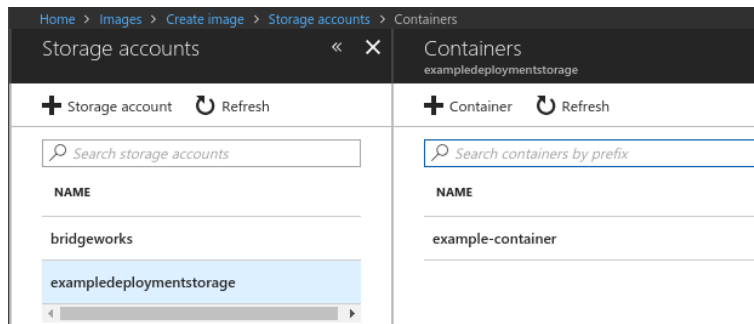 Home > Images > Create image > Storage accounts > Containers
Storage accounts « ×
+ Storage account Refresh
Search storage accounts
NAME
bridgeworks
exampledeploymentstorage
Containers
exampledeploymentstorage
+ Container Refresh
Search containers by prefix
NAME
example-container